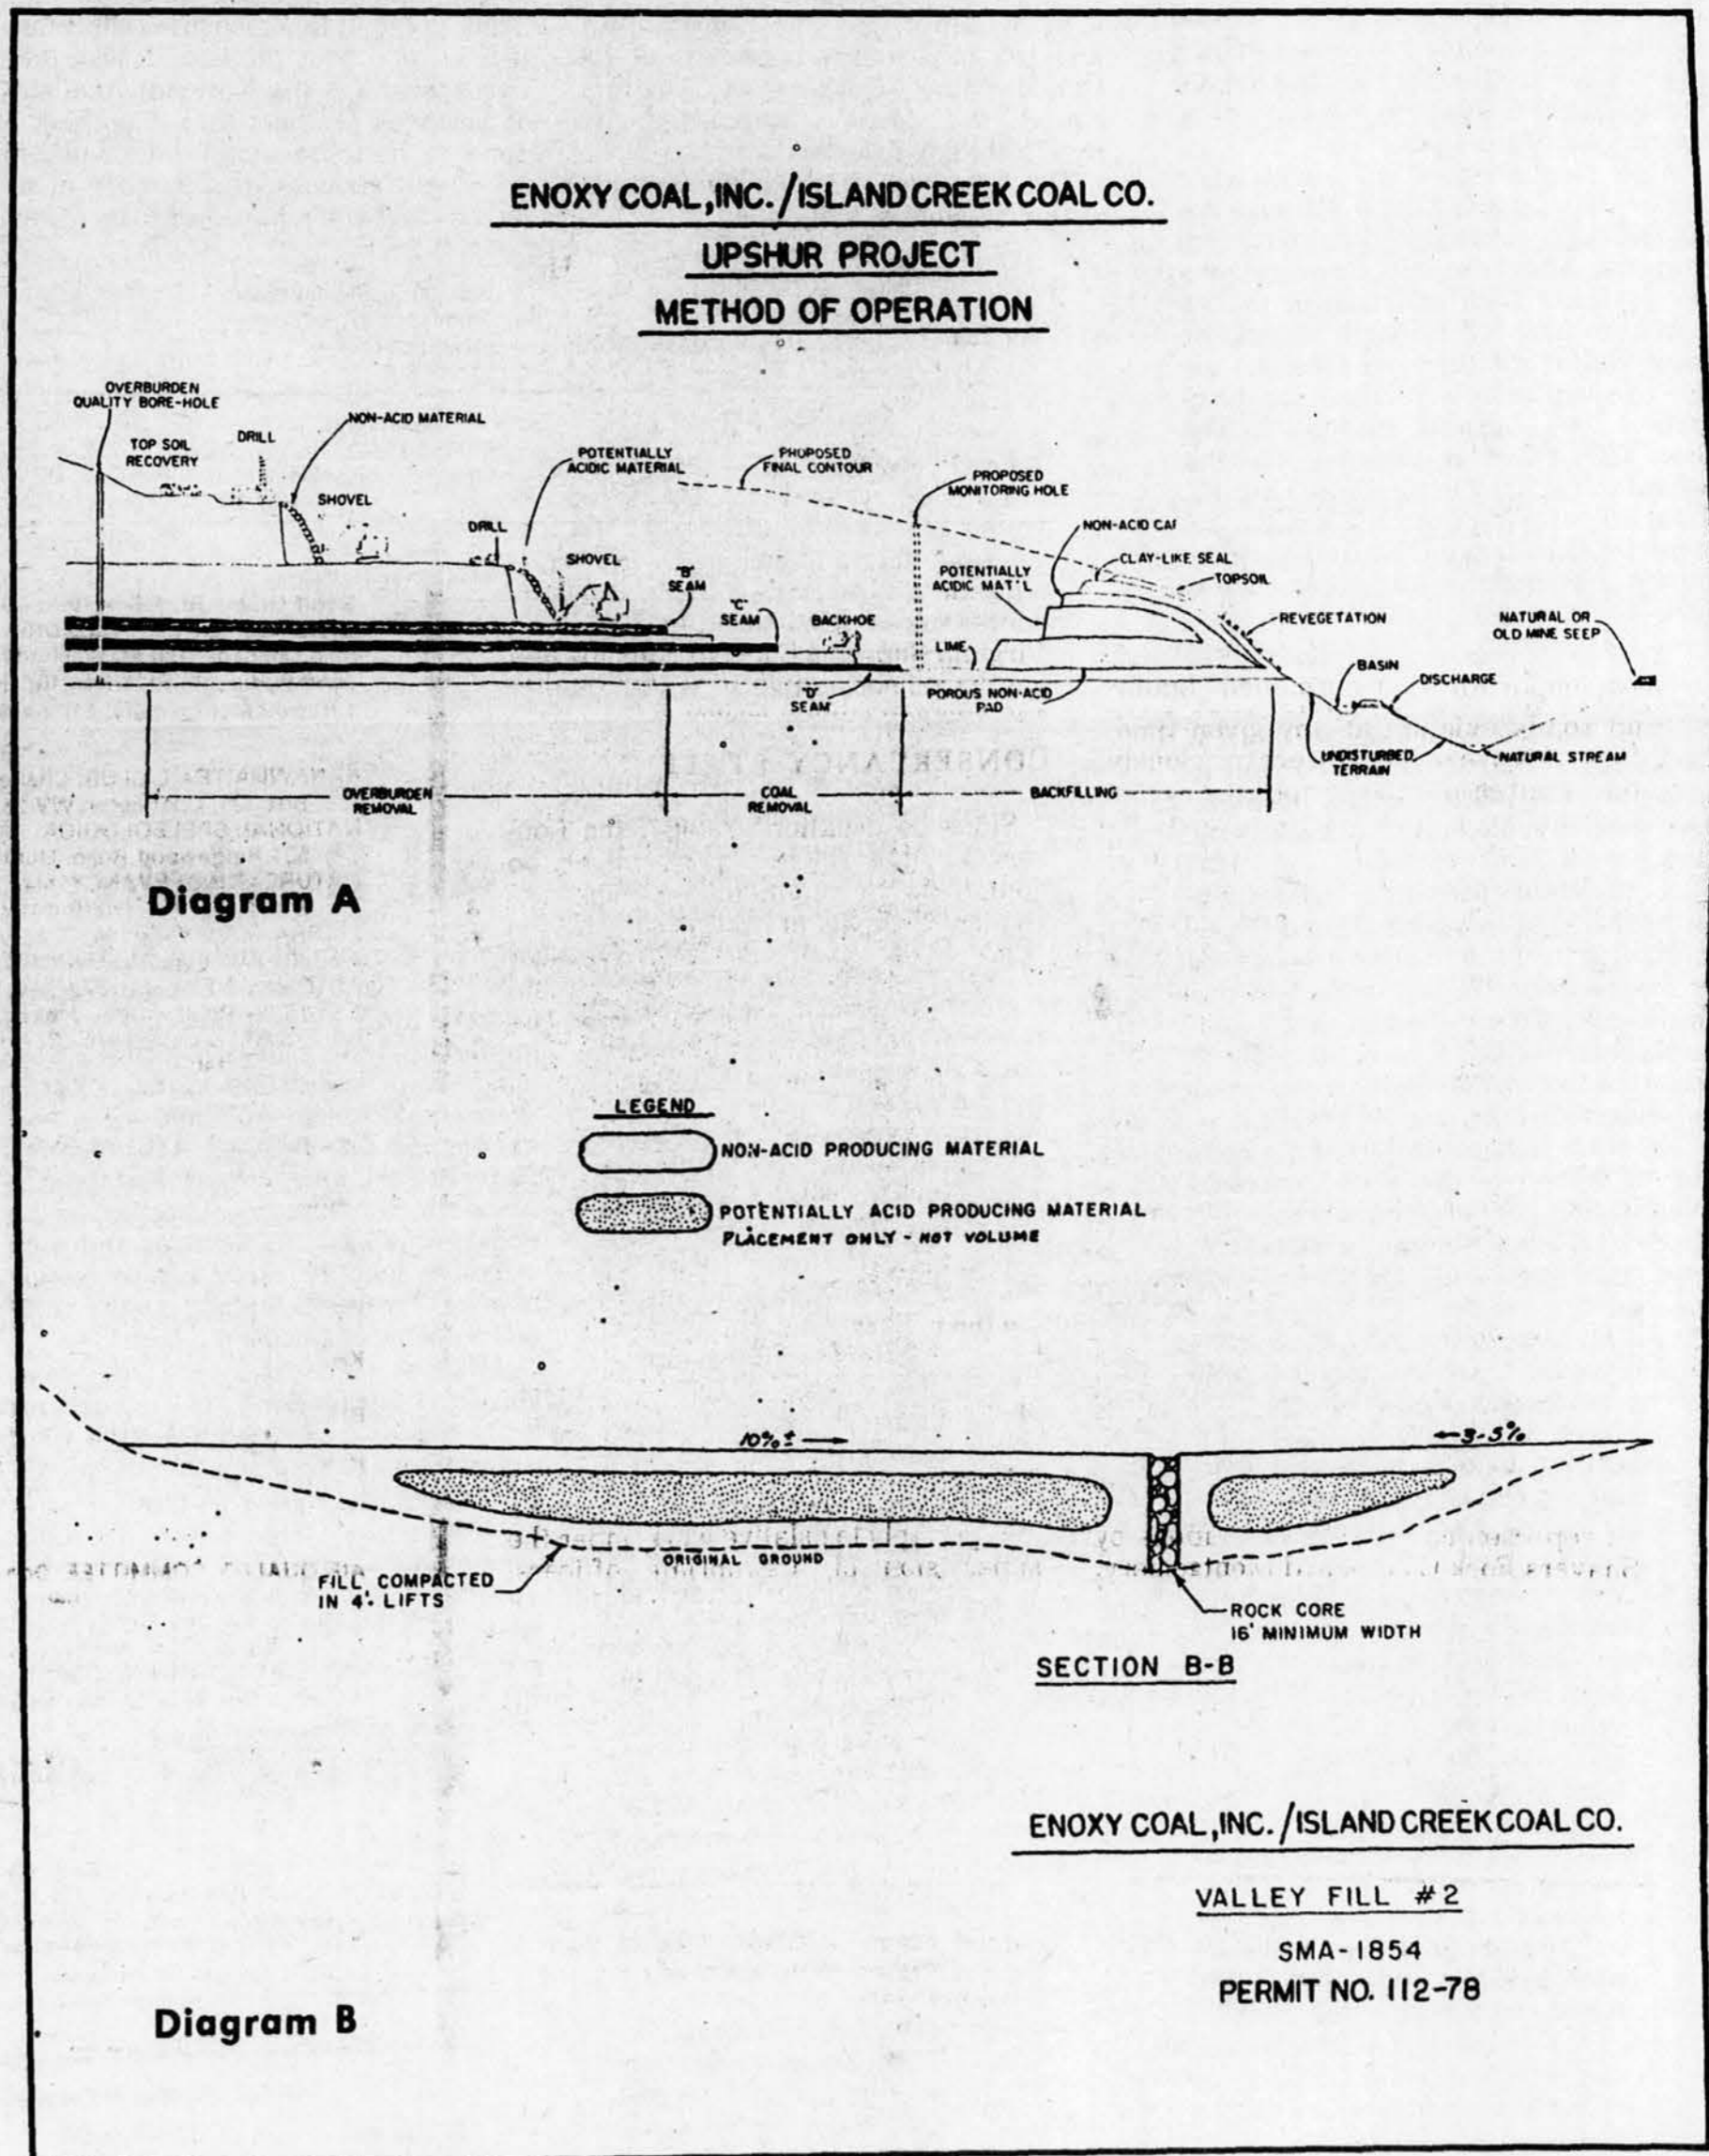 ENOXY COAL, INC. / ISLAND CREEK COAL CO.
UPSHUR PROJECT
METHOD OF OPERATION
OVERBURDEN
QUALITY BORE-HOLE
TOP SOIL
RECOVERY
DRILL
NON-ACID MATERIAL
SHOVEL
DRILL
POTENTIALLY
ACIDIC MATERIAL
SHOVEL
"B"
SEAM
"C"
SEAM
BACKHOE
"D"
SEAM
PROPOSED
FINAL CONTOUR
PROPOSED
MONITORING HOLE
NON-ACID CAP
CLAY-LIKE SEAL
TOPSOIL
POTENTIALLY
ACIDIC MAT'L
LIME
POROUS NON-ACID
PAD
REVEGETATION
NATURAL OR
OLD MINE SEEP
BASIN
DISCHARGE
UNDISTURBED
TERRAIN
NATURAL STREAM
OVERBURDEN
REMOVAL
COAL
REMOVAL
BACKFILLING
Diagram A
LEGEND
NON-ACID PRODUCING MATERIAL
POTENTIALLY ACID PRODUCING MATERIAL
PLACEMENT ONLY - NOT VOLUME
10% ±
3-5%
ORIGINAL GROUND
FILL COMPACTED
IN 4'. LIFTS
ROCK CORE
16' MINIMUM WIDTH
SECTION B-B
ENOXY COAL, INC. / ISLAND CREEK COAL CO.
VALLEY FILL #2
SMA-1854
PERMIT NO. 112-78
Diagram B